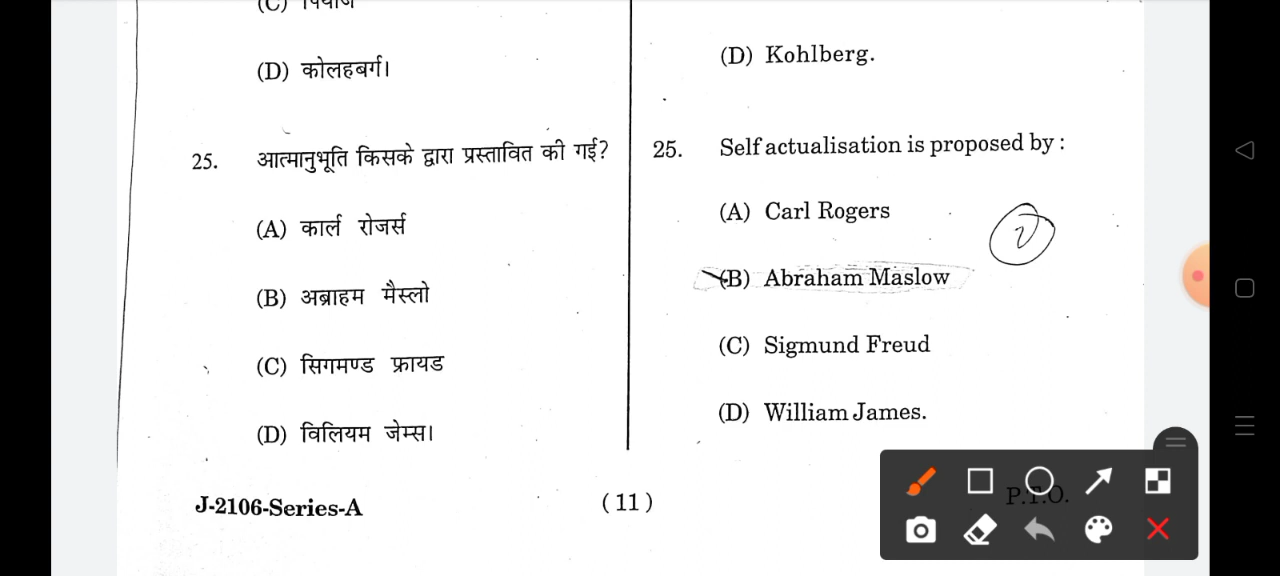 (D) कोलहबर्ग।
25. आत्मानुभूति किसके द्वारा प्रस्तावित की गई?
(A) कार्ल रोजर्स
(B) अब्राहम मैस्लो
(C) सिगमण्ड फ्रायड
(D) विलियम जेम्स।
J-2106-Series-A
(D) Kohlberg.
25. Self actualisation is proposed by :
(A) Carl Rogers
(B) Abraham Maslow
(C) Sigmund Freud
(D) William James.
(11)
P.T.O.